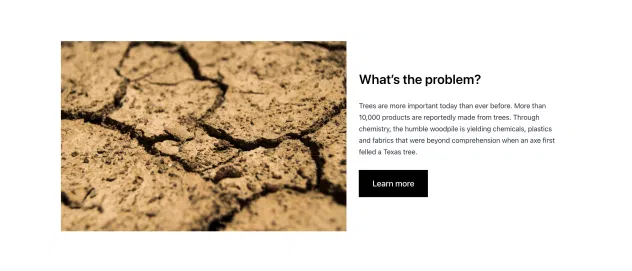 What's the problem?
Trees are more important today than ever before. More than
10,000 products are reportedly made from trees. Through
chemistry, the humble woodpile is yielding chemicals, plastics
and fabrics that were beyond comprehension when an axe first
felled a Texas tree.
Learn more